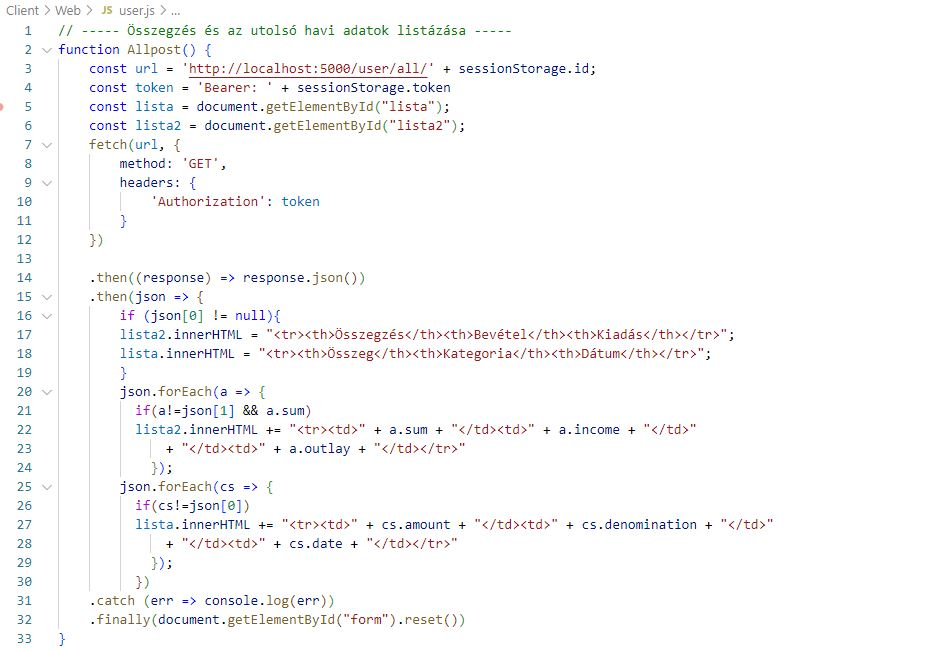 Client > Web > JS user.js > ...
1 // ----- Összegzés és az utolsó havi adatok listázása -----
2 function Allpost() {
3 const url = 'http://localhost:5000/user/all/' + sessionStorage.id;
4 const token = 'Bearer: ' + sessionStorage.token
5 const lista = document.getElementById("lista");
6 const lista2 = document.getElementById("lista2");
7 fetch(url, {
8 method: 'GET',
9 headers: {
10 'Authorization': token
11 }
12 })
13
14 .then((response) => response.json())
15 .then(json => {
16 if (json[0] != null){
17 lista2.innerHTML = "<tr><th>Összegzés</th><th>Bevétel</th><th>Kiadás</th></tr>";
18 lista.innerHTML = "<tr><th>Összeg</th><th>Kategoria</th><th>Dátum</th></tr>";
19 }
20 json.forEach(a => {
21 if(a!=json[1] && a.sum)
22 lista2.innerHTML += "<tr><td>" + a.sum + "</td><td>" + a.income + "</td>"
23 + "</td><td>" + a.outlay + "</td></tr>"
24 });
25 json.forEach(cs => {
26 if(cs!=json[0])
27 lista.innerHTML += "<tr><td>" + cs.amount + "</td><td>" + cs.denomination + "</td>"
28 + "</td><td>" + cs.date + "</td></tr>"
29 });
30 })
31 .catch (err => console.log(err))
32 .finally(document.getElementById("form").reset())
33 }